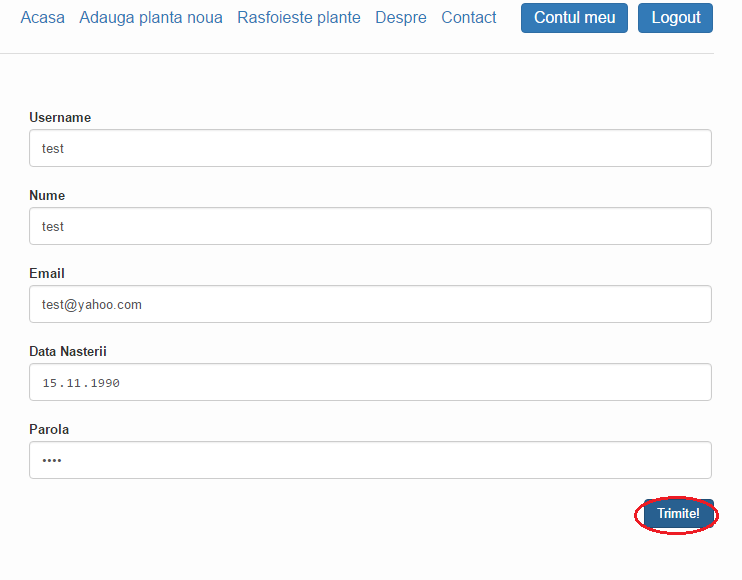 Acasa Adauga planta noua Rasfoieste plante Despre Contact Contul meu Logout
Username
test
Nume
test
Email
test@yahoo.com
Data Nasterii
15.11.1990
Parola
••••
Trimite!